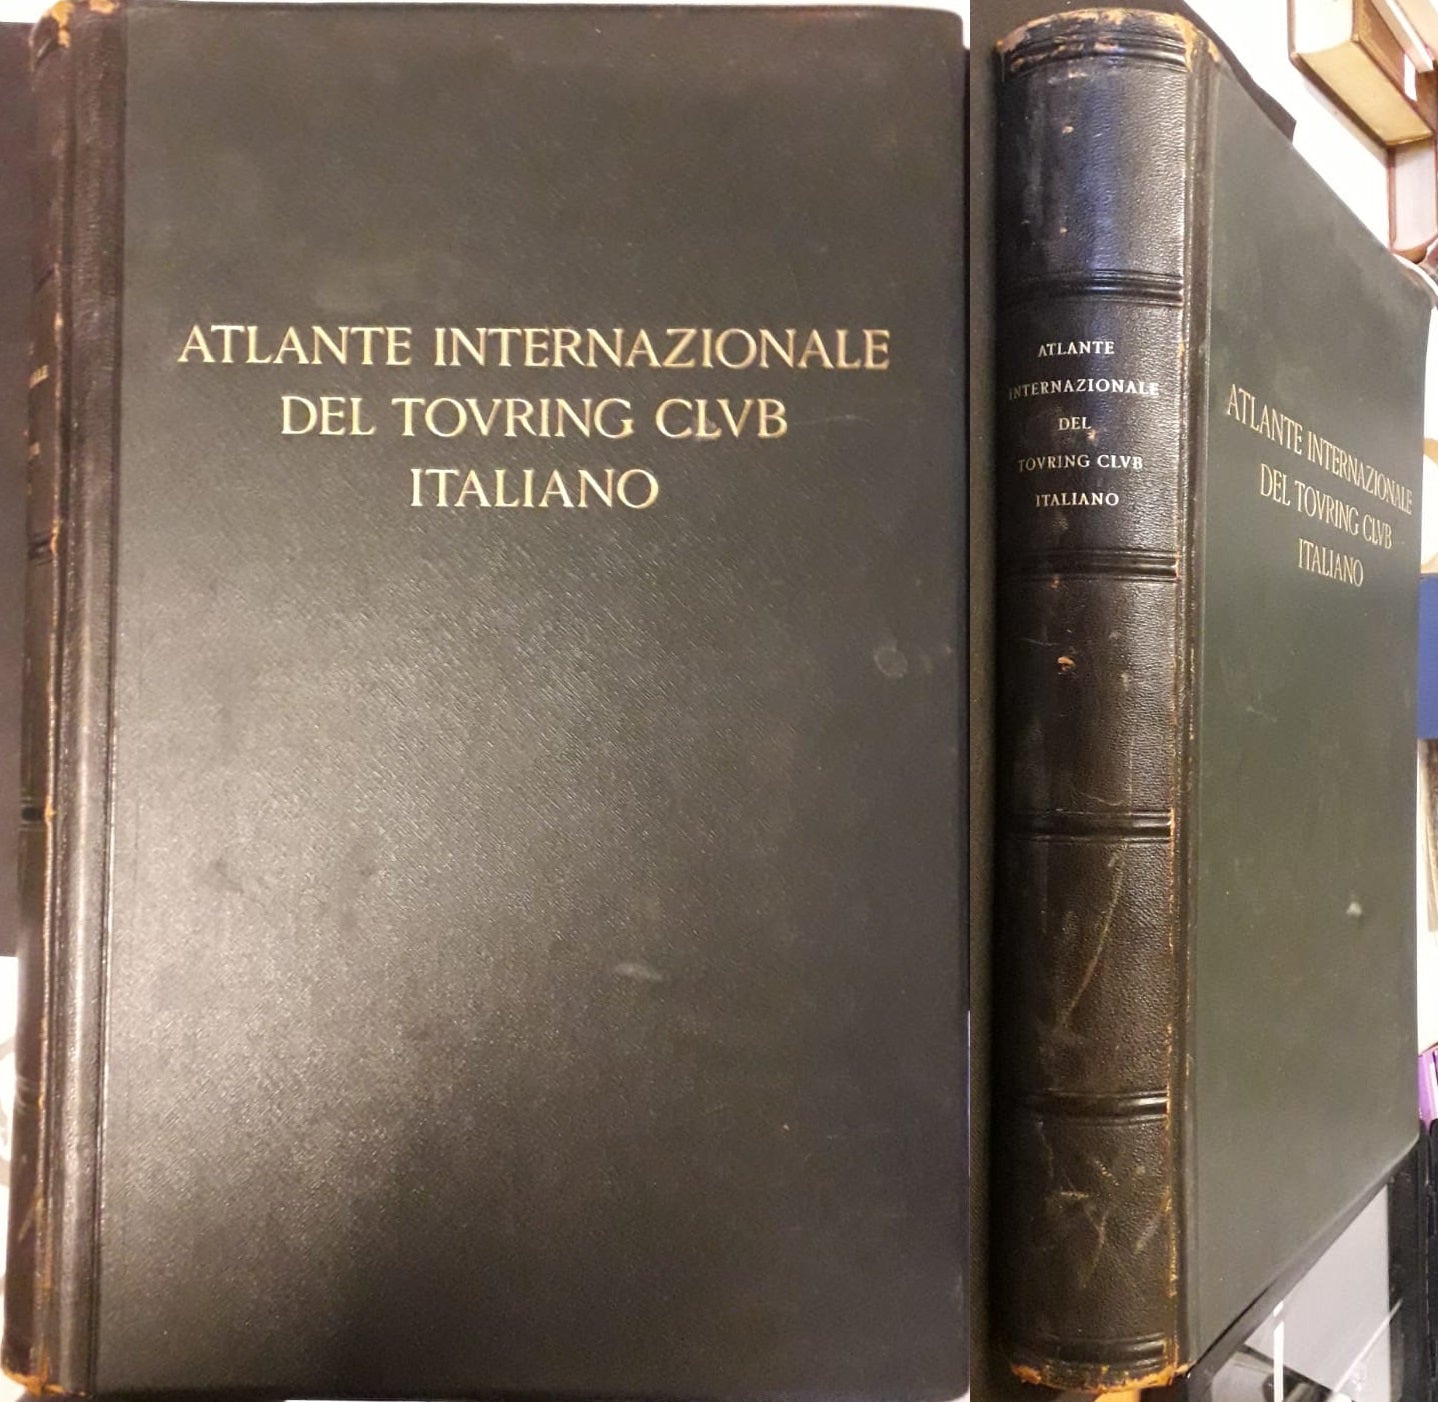 ATLANTE INTERNAZIONALE
DEL TOVRING CLVB
ITALIANO
ATLANTE
INTERNAZIONALE
DEL
TOVRING CLVB
ITALIANO
ATLANTE INTERNAZIONALE
DEL TOVRING CLVB
ITALIANO